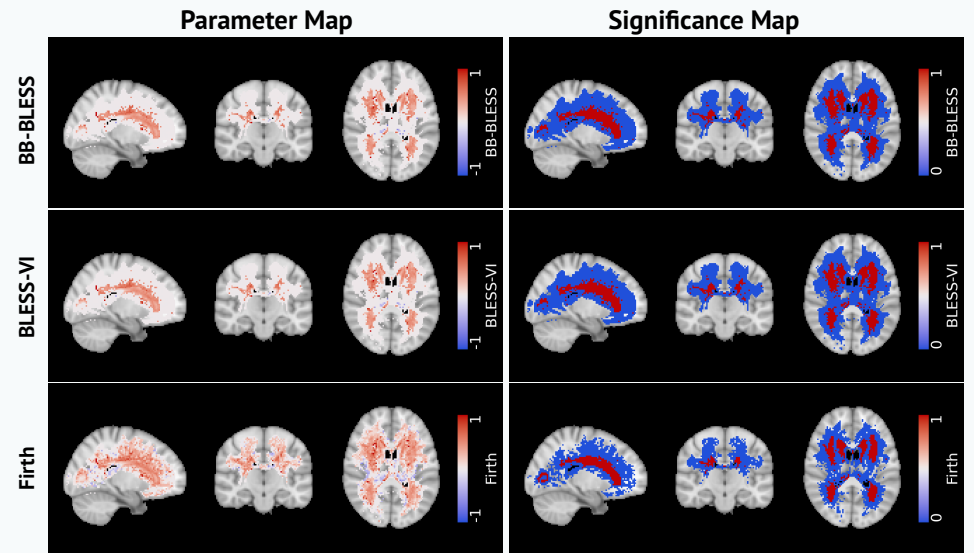 Parameter Map
Significance Map
BB-BLESS
1
-1
BB-BLESS
1
0
BB-BLESS
BLESS-VI
1
-1
BLESS-VI
1
0
BLESS-VI
Firth
1
-1
Firth
1
0
Firth